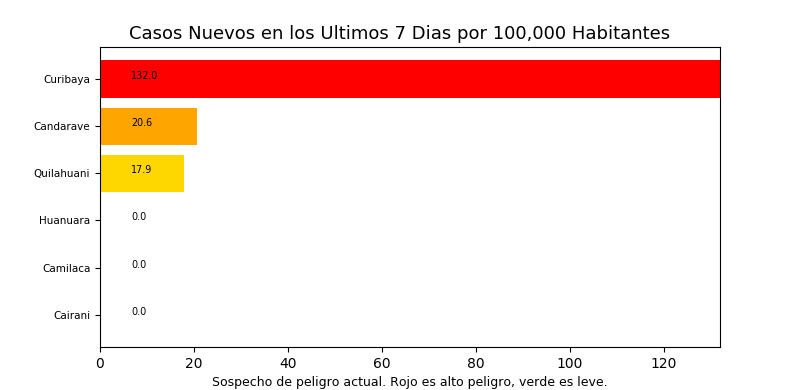 Casos Nuevos en los Ultimos 7 Dias por 100,000 Habitantes
Curibaya 132.0
Candarave 20.6
Quilahuani 17.9
Huanuara 0.0
Camilaca 0.0
Cairani 0.0
0 20 40 60 80 100 120
Sospecho de peligro actual. Rojo es alto peligro, verde es leve.